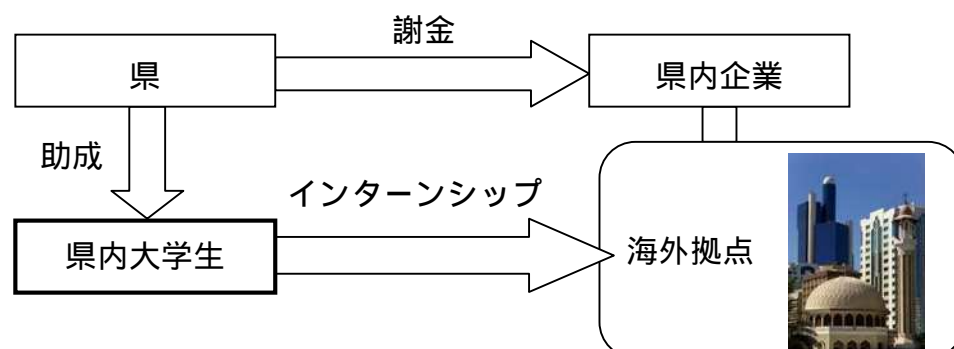 謝金
県
県内企業
助成
インターンシップ
県内大学生
海外拠点